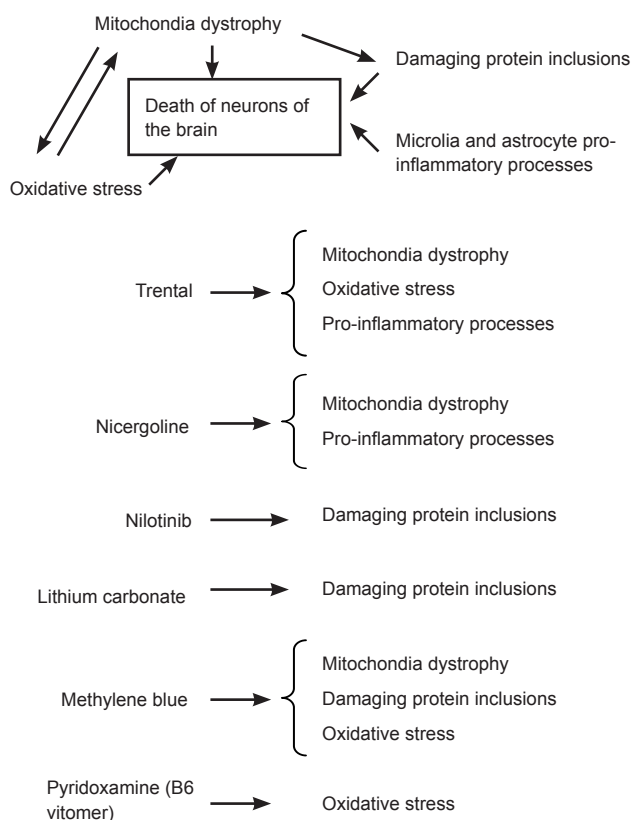 Mitochondia dystrophy
Damaging protein inclusions
Death of neurons of
the brain
Microlia and astrocyte pro-
inflammatory processes
Oxidative stress
Trental
Mitochondia dystrophy
Oxidative stress
Pro-inflammatory processes
Nicergoline
Mitochondia dystrophy
Pro-inflammatory processes
Nilotinib
Damaging protein inclusions
Lithium carbonate
Damaging protein inclusions
Methylene blue
Mitochondia dystrophy
Damaging protein inclusions
Oxidative stress
Pyridoxamine (B6
vitomer)
Oxidative stress